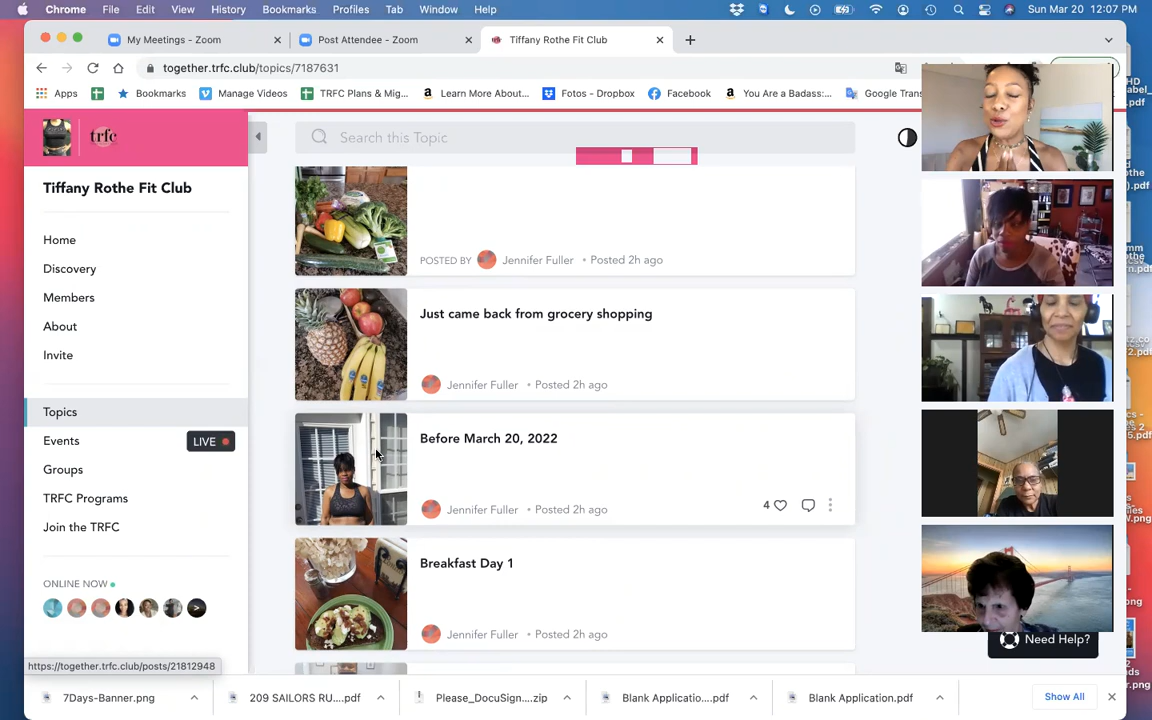 Chrome File Edit View History Bookmarks Profiles Tab Window Help Sun Mar 20 12:07 PM
My Meetings - Zoom Post Attendee - Zoom Tiffany Rothe Fit Club
together.trfc.club/topics/7187631
Apps Bookmarks Manage Videos TRFC Plans & Mig... Learn More About... Fotos - Dropbox Facebook You Are a Badass:... Google Tran
trfc
Search this Topic
Tiffany Rothe Fit Club
Home
Discovery
Members
About
Invite
Topics
Events LIVE
Groups
TRFC Programs
Join the TRFC
ONLINE NOW
POSTED BY Jennifer Fuller • Posted 2h ago
Just came back from grocery shopping
Jennifer Fuller • Posted 2h ago
Before March 20, 2022
4
Jennifer Fuller • Posted 2h ago
Breakfast Day 1
Jennifer Fuller • Posted 2h ago
Need Help?
https://together.trfc.club/posts/21812948
7Days-Banner.png 209 SAILORS RU....pdf Please_DocuSign....zip Blank Applicatio....pdf Blank Application.pdf Show All